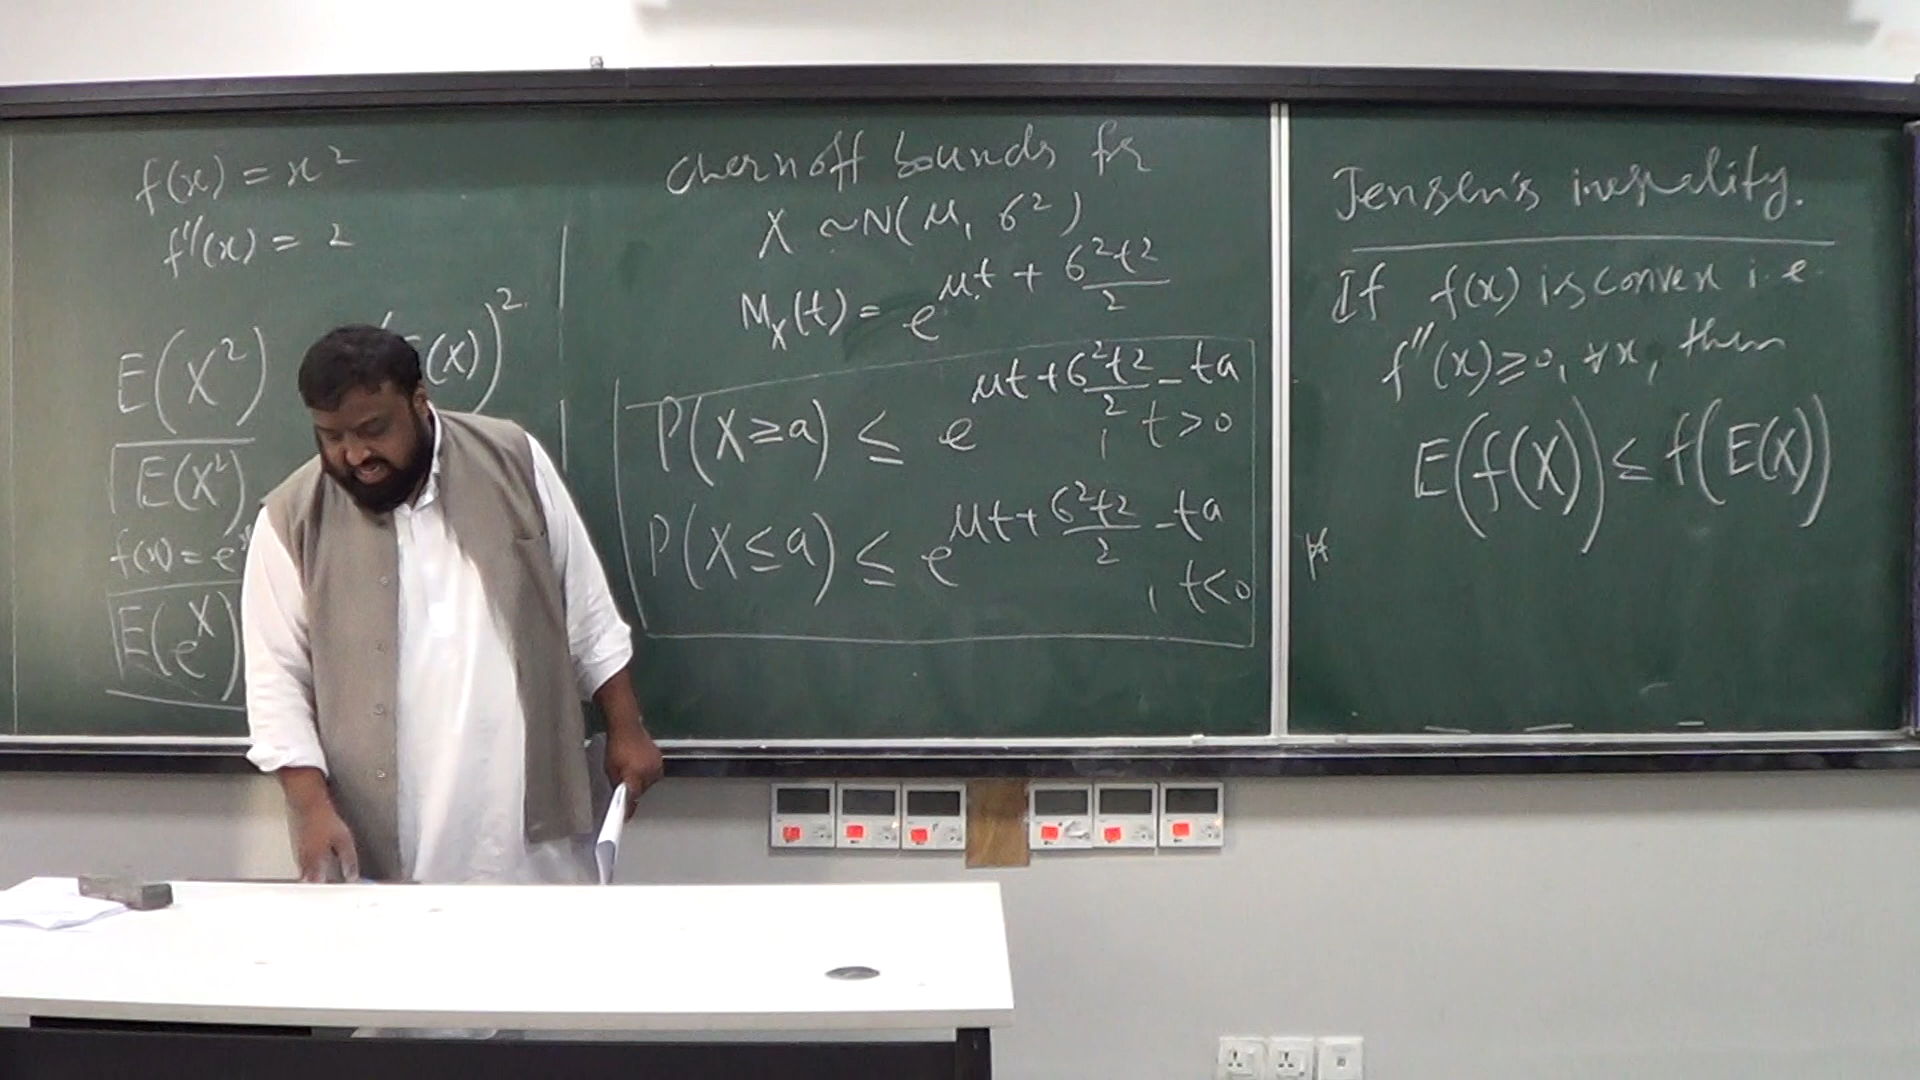 f(x) = x²
f''(x) = 2
E(X²) (x))².
E(X²)
f(x) = e
E(e^X)
Chernoff bounds for
X ~ N(μ, σ²)
M_X(t) = e^{μt + σ²t²/2}
P(X ≥ a) ≤ e^{μt + σ²t²/2 - ta}, t > 0
P(X ≤ a) ≤ e^{μt + σ²t²/2 - ta}, t < 0
Jensen's inequality.
If f(x) is convex i.e.
f''(x) ≥ 0, ∀x, then
E(f(X)) ≤ f(E(X))
pf